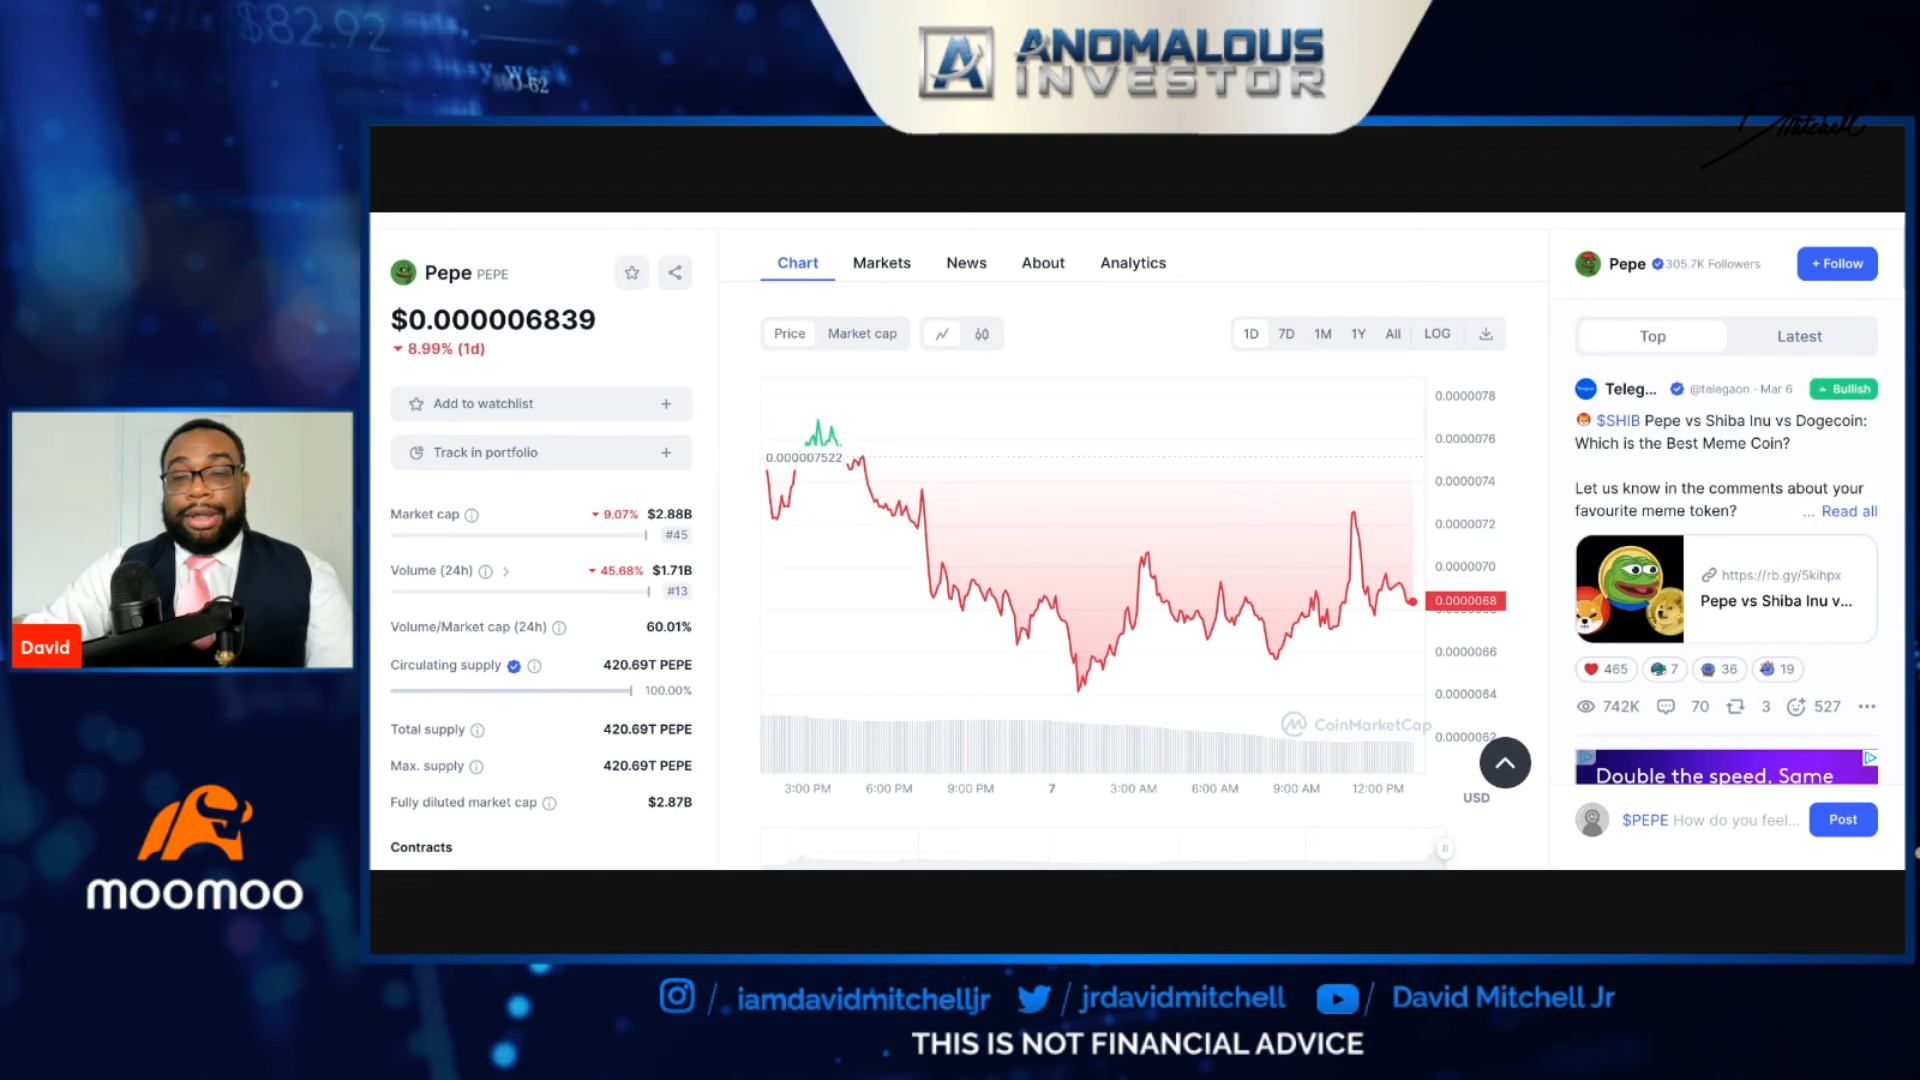 $82.92
ANOMALOUS
INVESTOR
D Mitchell
Pepe PEPE
$0.000006839
8.99% (1d)
Add to watchlist +
Track in portfolio +
Market cap 9.07% $2.88B
#45
Volume (24h) 45.68% $1.71B
#13
Volume/Market cap (24h) 60.01%
Circulating supply 420.69T PEPE
100.00%
Total supply 420.69T PEPE
Max. supply 420.69T PEPE
Fully diluted market cap $2.87B
Contracts
Chart Markets News About Analytics
Price Market cap
1D 7D 1M 1Y All LOG
0.000007522
0.0000078
0.0000076
0.0000074
0.0000072
0.0000070
0.0000068
0.0000066
0.0000064
0.0000062
CoinMarketCap
3:00 PM 6:00 PM 9:00 PM 7 3:00 AM 6:00 AM 9:00 AM 12:00 PM
USD
Pepe 305.7K Followers + Follow
Top Latest
Teleg... @telegaon · Mar 6 Bullish
$SHIB Pepe vs Shiba Inu vs Dogecoin:
Which is the Best Meme Coin?
Let us know in the comments about your
favourite meme token? ... Read all
https://rb.gy/5kihpx
Pepe vs Shiba Inu v...
465 7 36 19
742K 70 3 527
Double the speed. Same
$PEPE How do you feel... Post
David
moomoo
/ iamdavidmitchelljr / jrdavidmitchell / David Mitchell Jr
THIS IS NOT FINANCIAL ADVICE